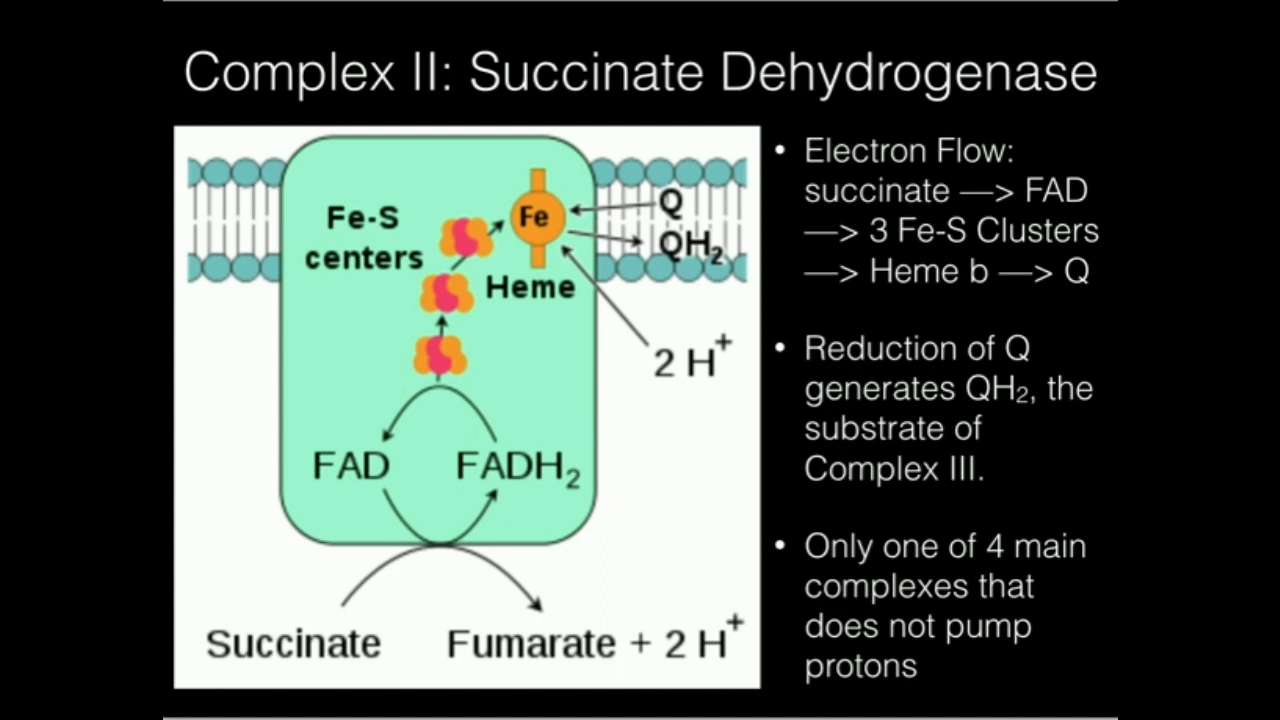 Complex II: Succinate Dehydrogenase
Fe-S
centers
Fe
Heme
Q
QH₂
2 H⁺
FAD
FADH₂
Succinate
Fumarate + 2 H⁺
• Electron Flow:
succinate —> FAD
—> 3 Fe-S Clusters
—> Heme b —> Q
• Reduction of Q
generates QH₂, the
substrate of
Complex III.
• Only one of 4 main
complexes that
does not pump
protons